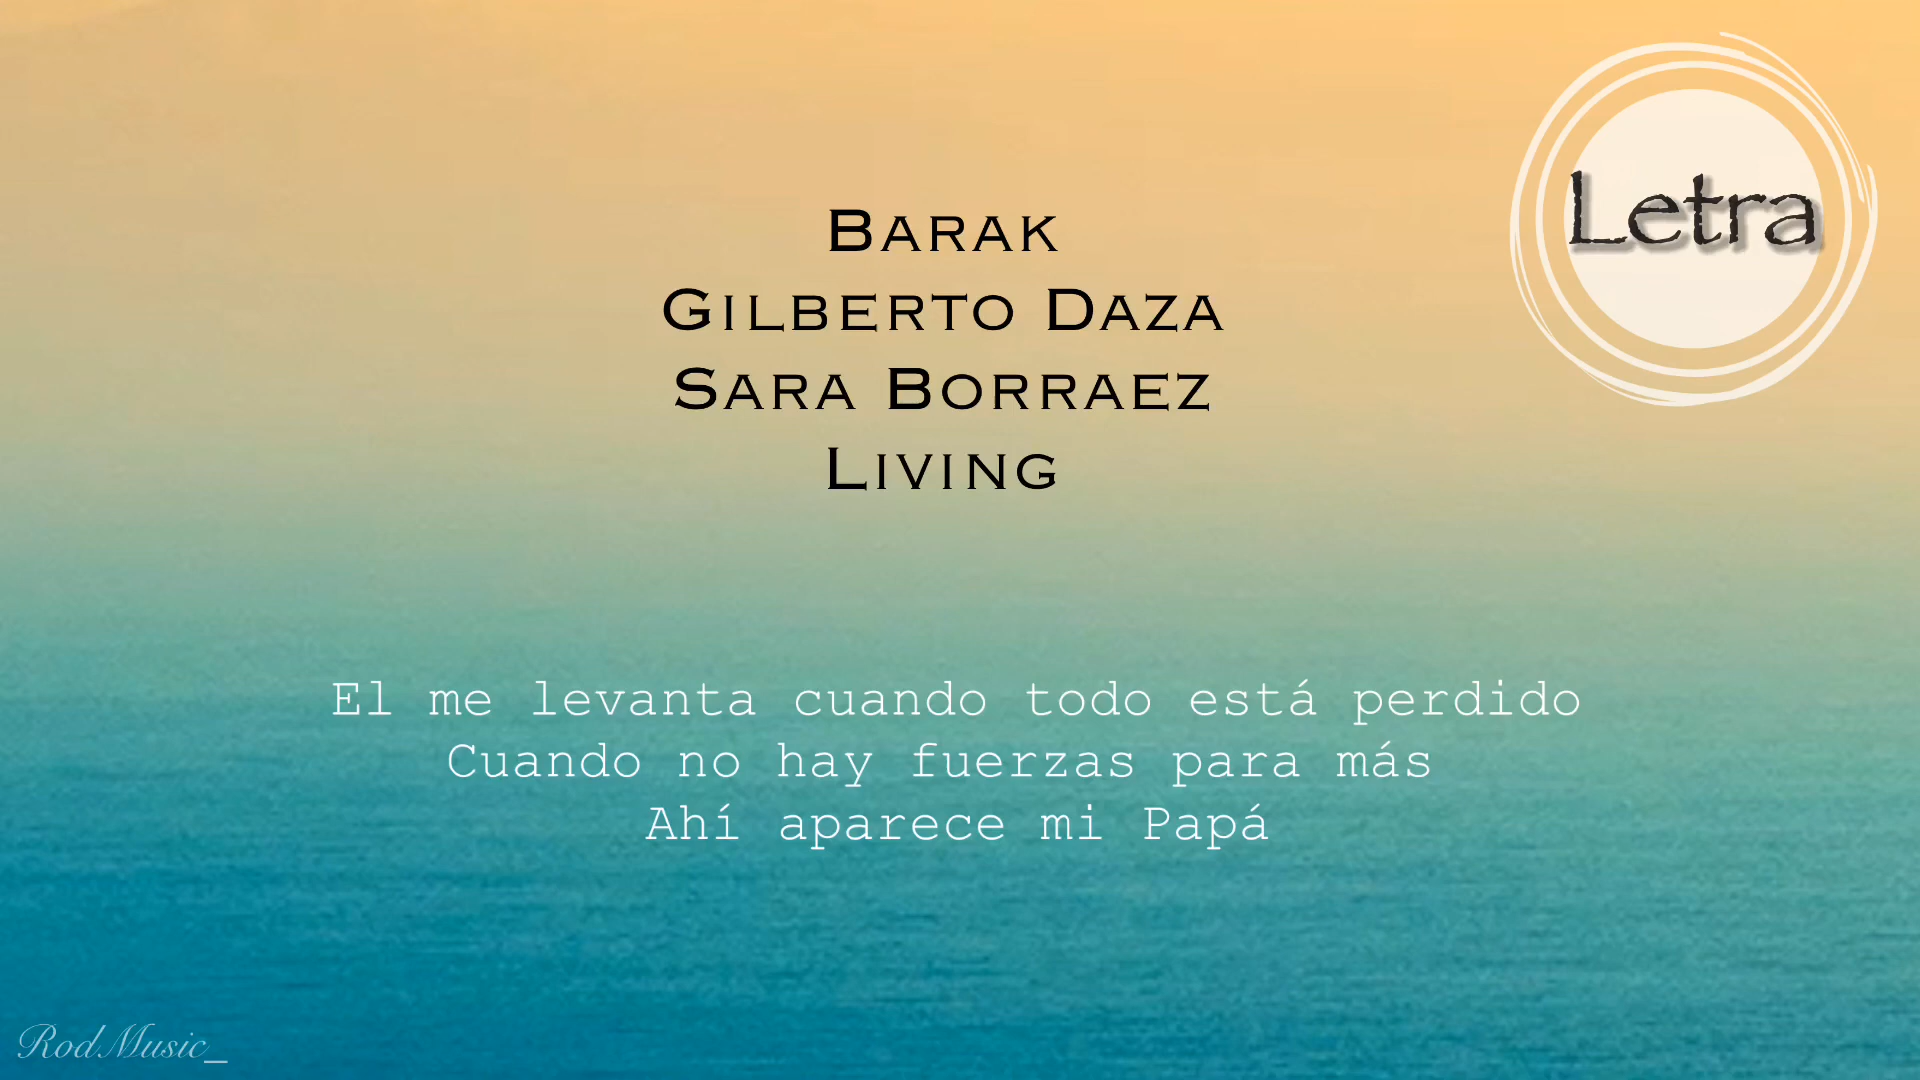 Letra
Barak
Gilberto Daza
Sara Borraez
Living
El me levanta cuando todo está perdido
Cuando no hay fuerzas para más
Ahí aparece mi Papá
RodMusic_